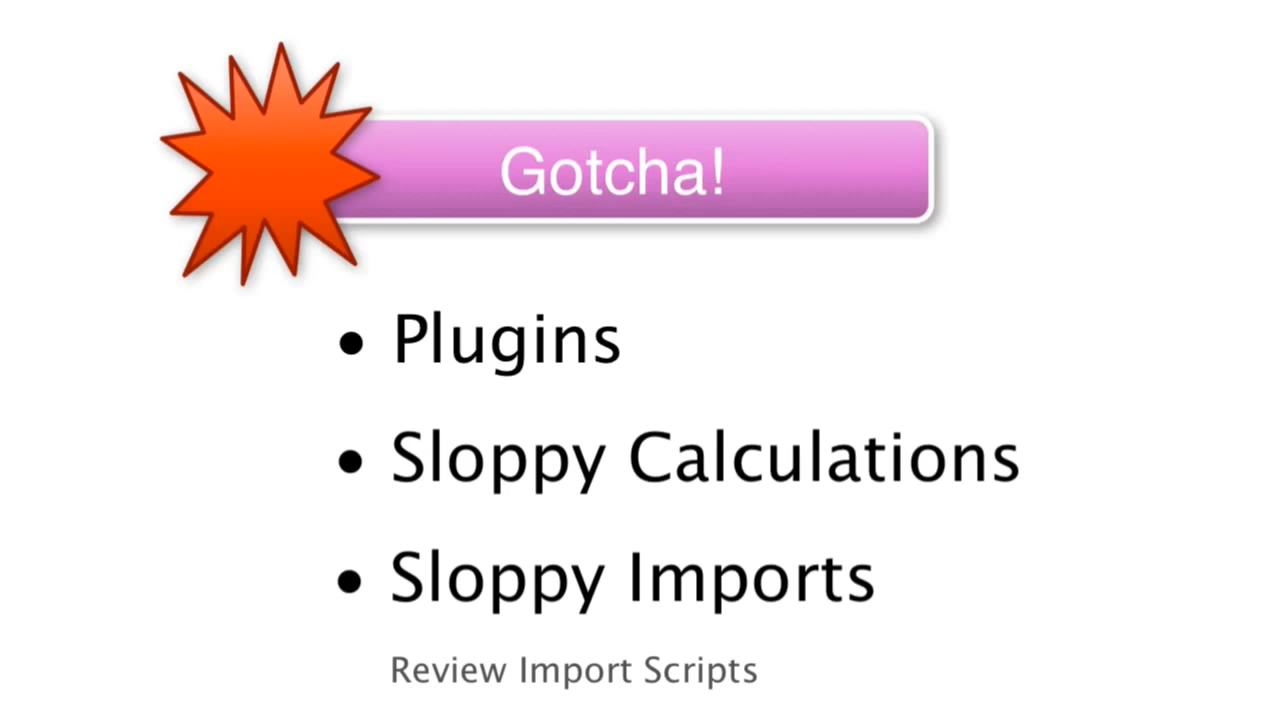 Gotcha!
• Plugins
• Sloppy Calculations
• Sloppy Imports
Review Import Scripts